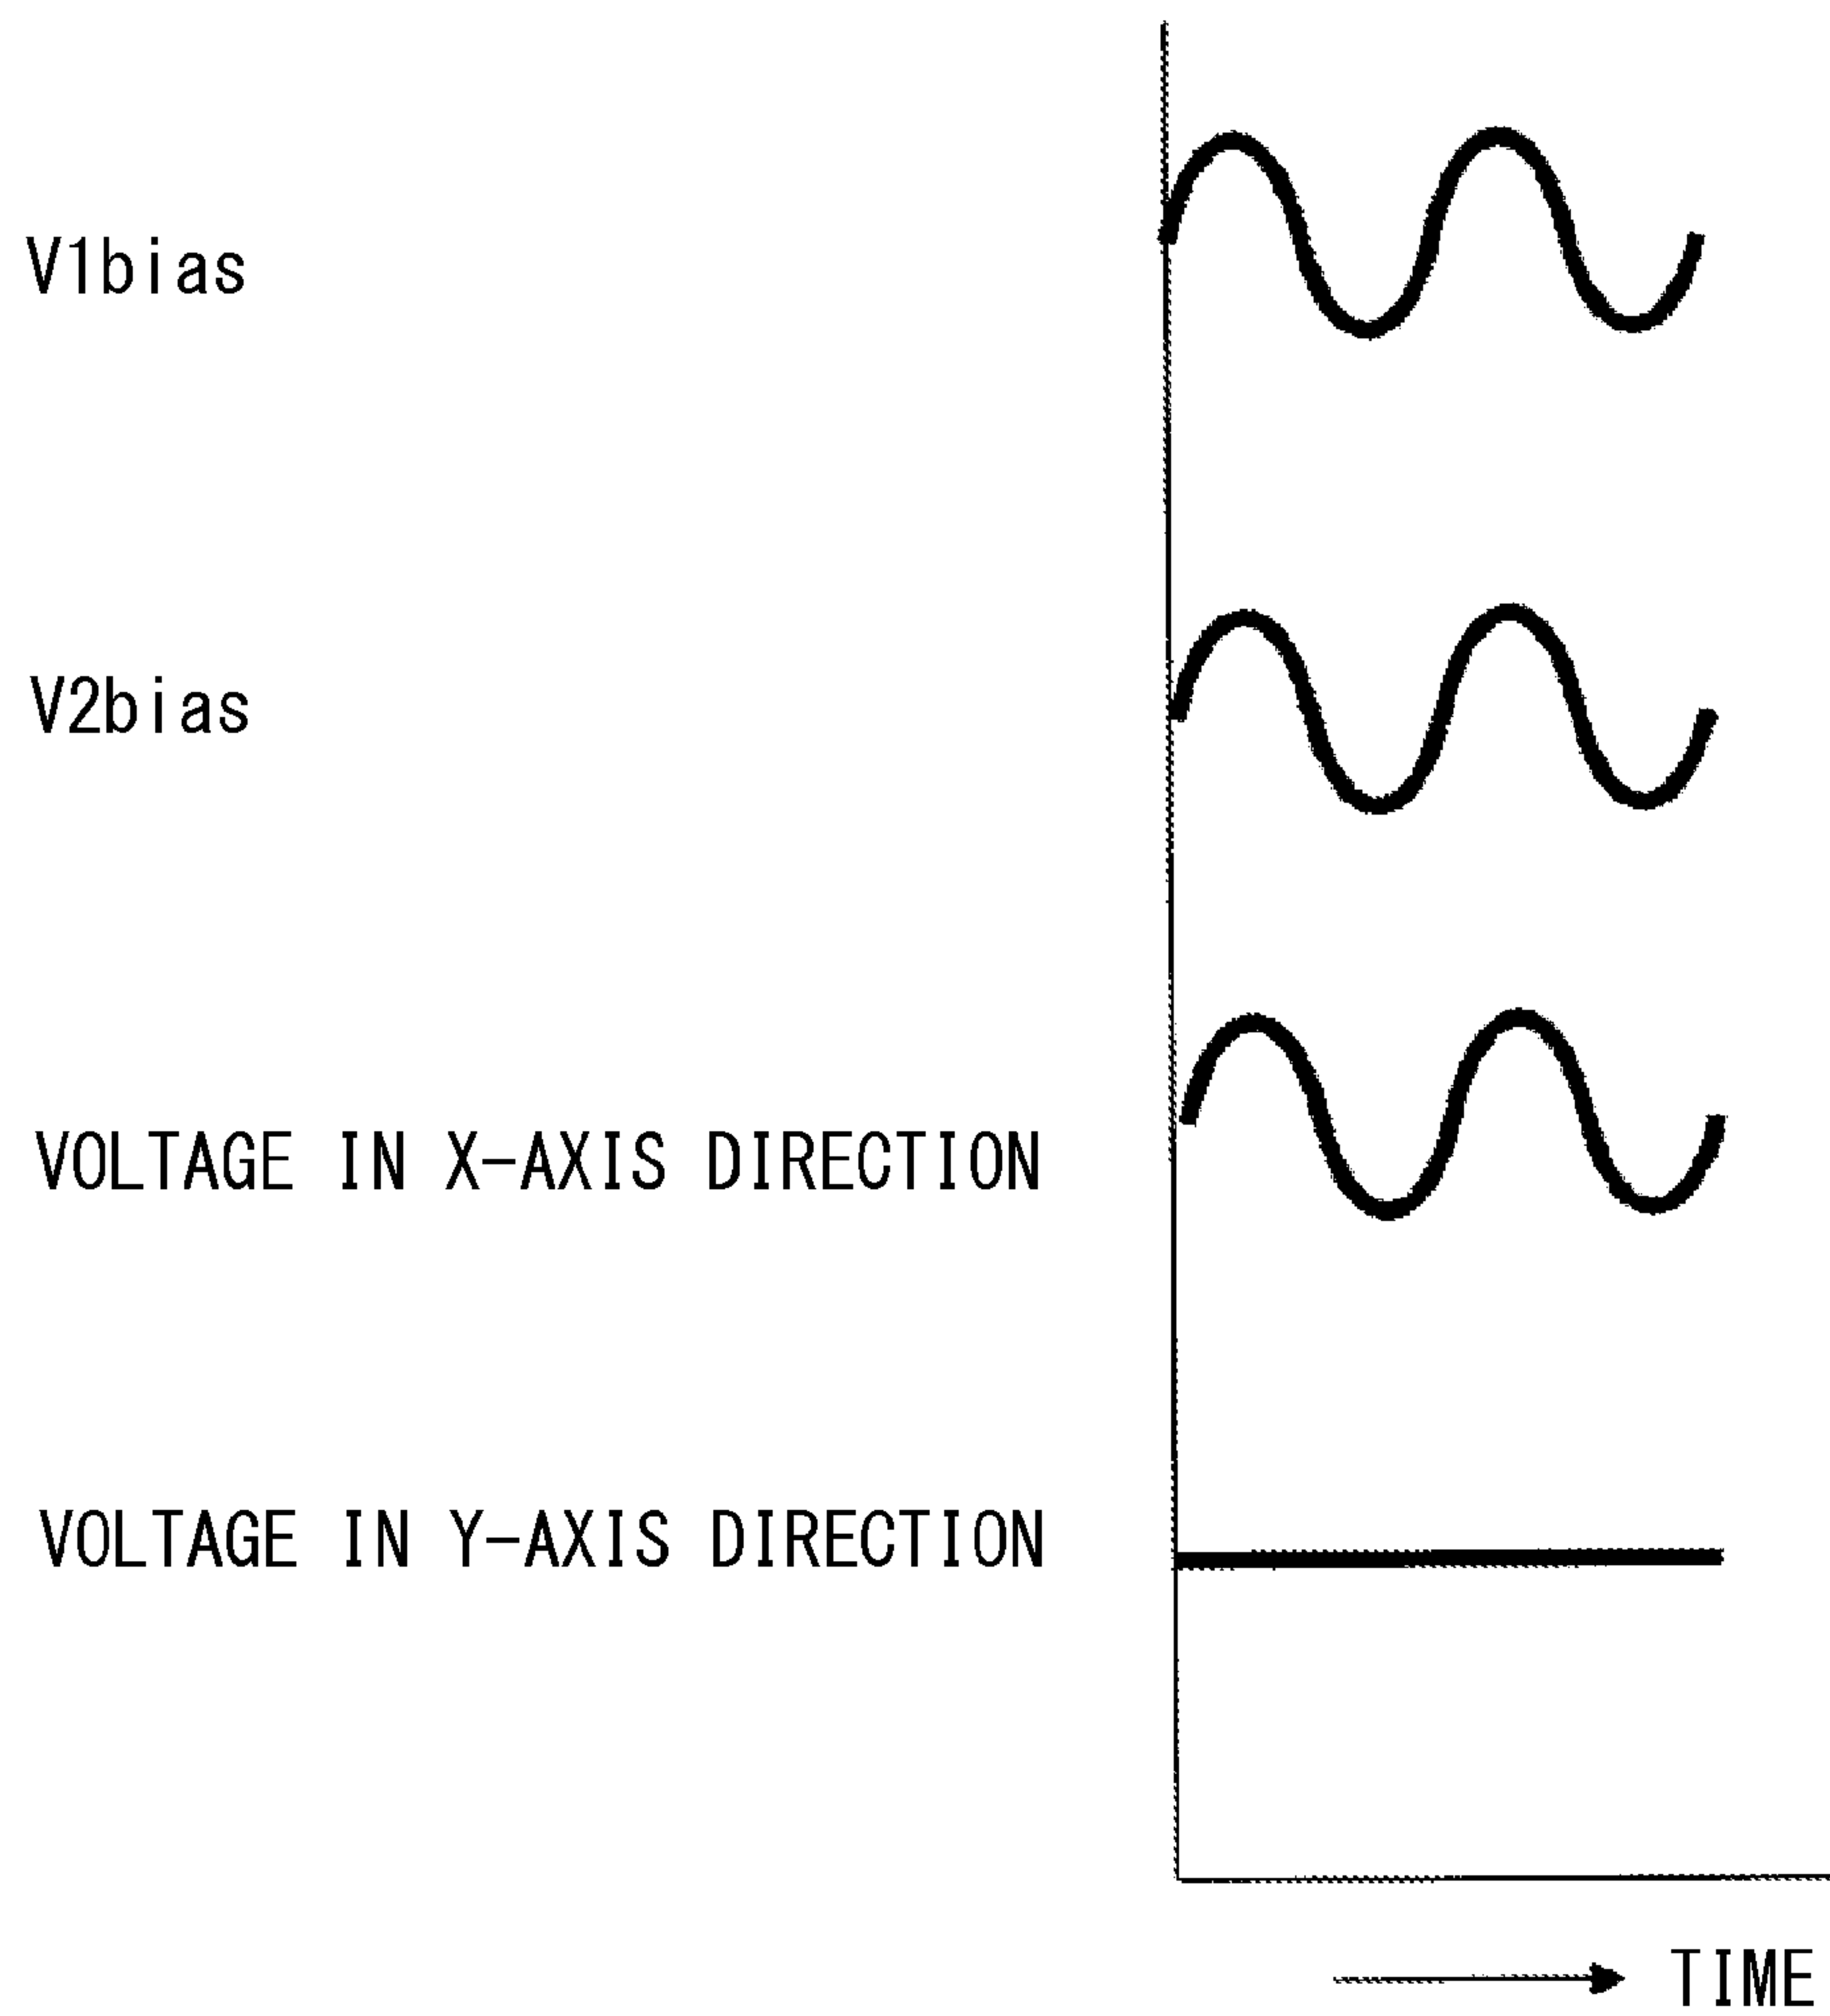 V1bias
V2bias
VOLTAGE IN X-AXIS DIRECTION
VOLTAGE IN Y-AXIS DIRECTION
TIME